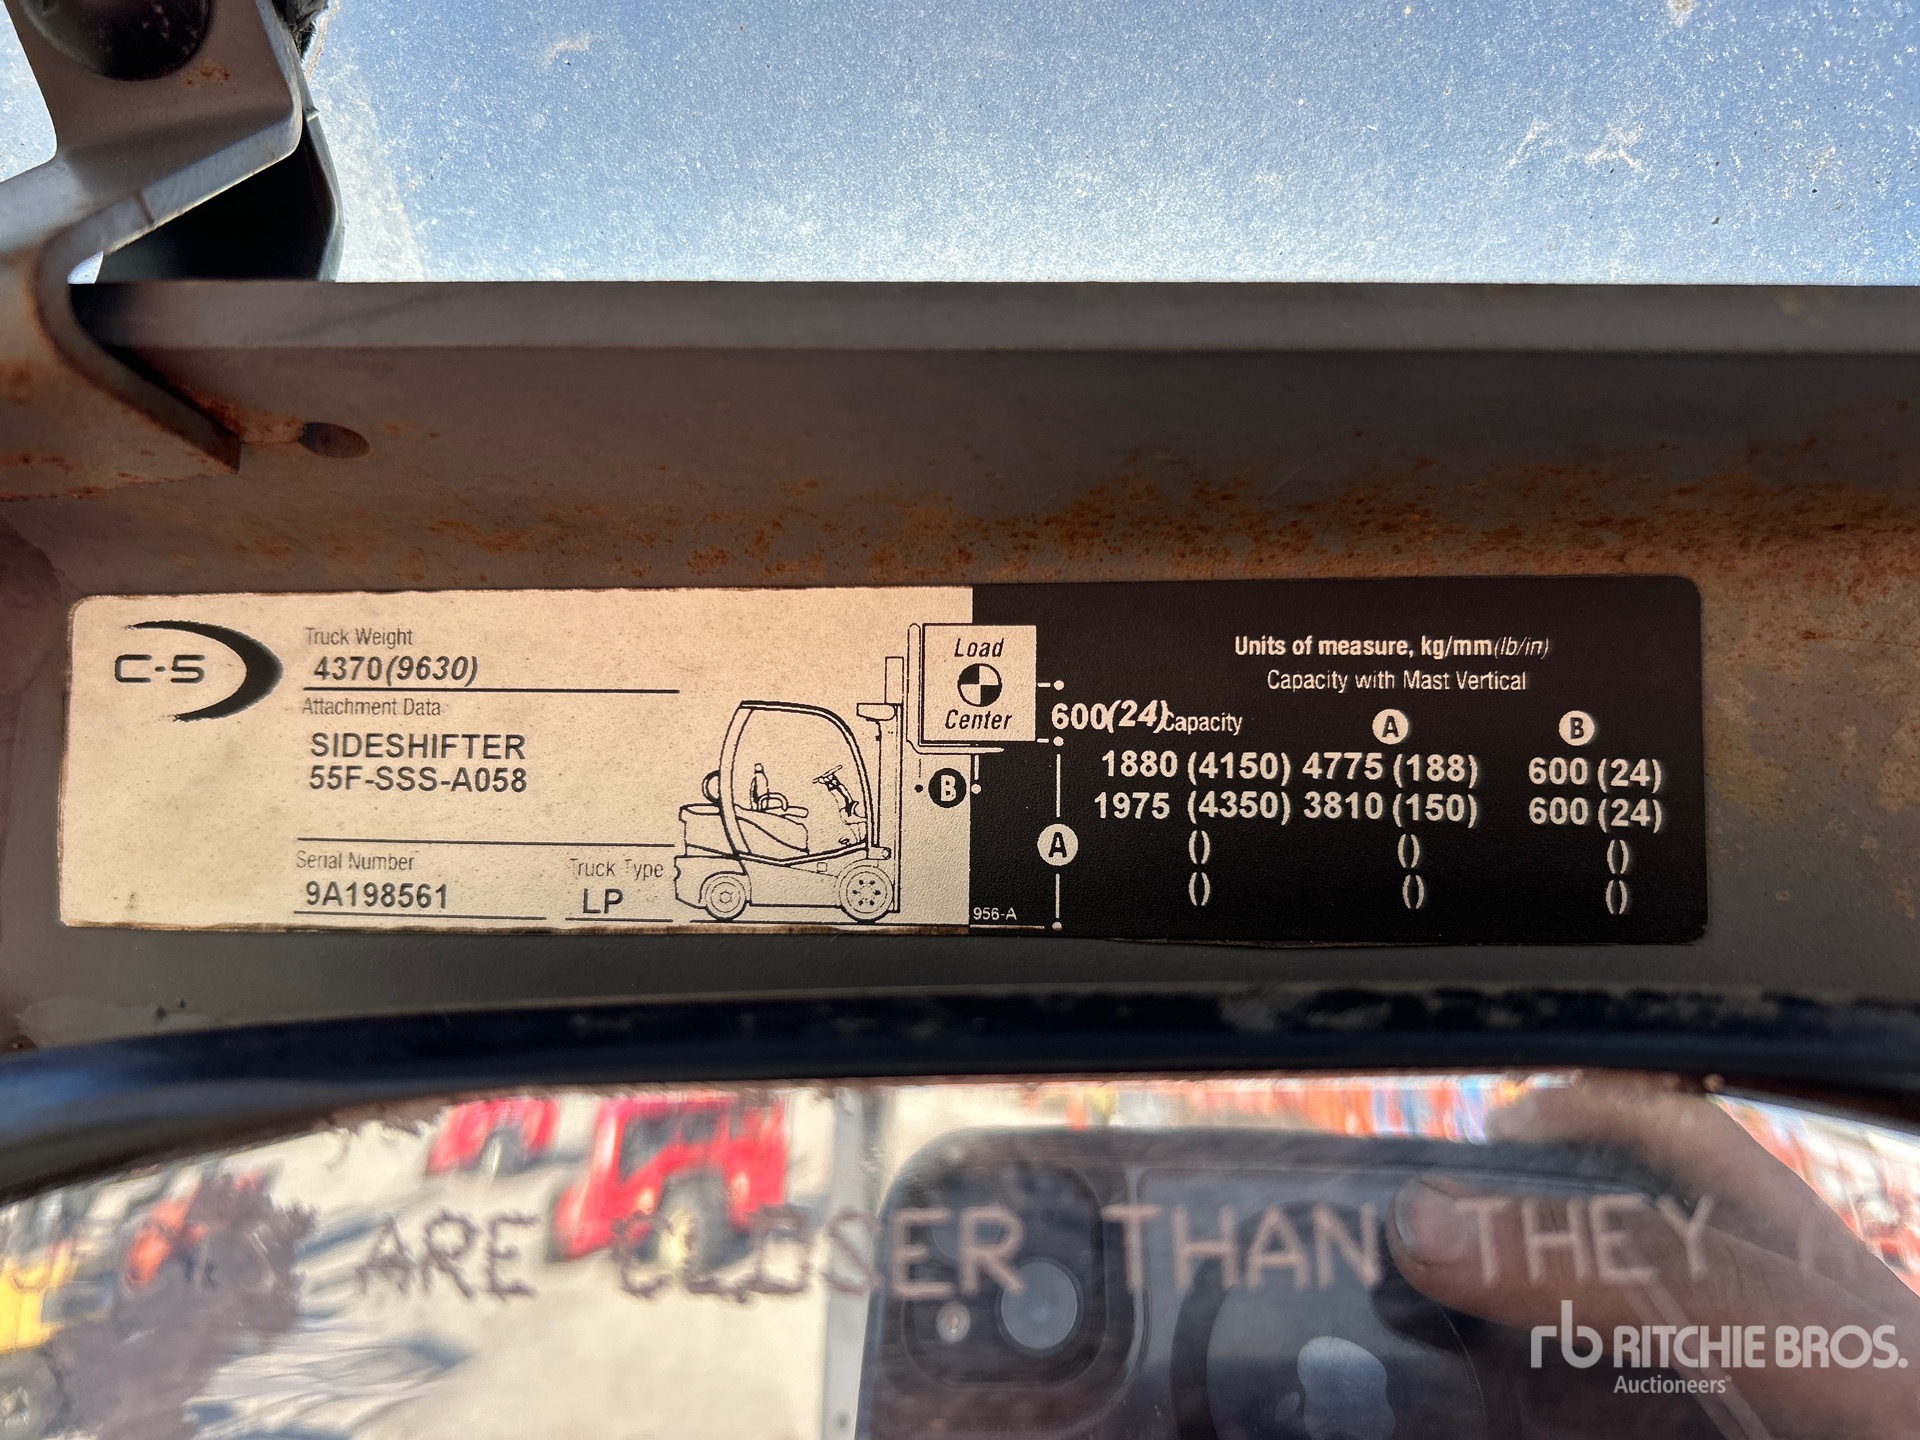 C-5
Truck Weight
4370(9630)
Attachment Data
SIDESHIFTER
55F-SSS-A058
Serial Number
9A198561
Truck Type
LP
Load
Center
600(24)
B
A
956-A
Units of measure, kg/mm(lb/in)
Capacity with Mast Vertical
Capacity A B
1880 (4150) 4775 (188) 600 (24)
1975 (4350) 3810 (150) 600 (24)
() () ()
() () ()
ARE CLOSER THAN THEY
rb RITCHIE BROS.
Auctioneers